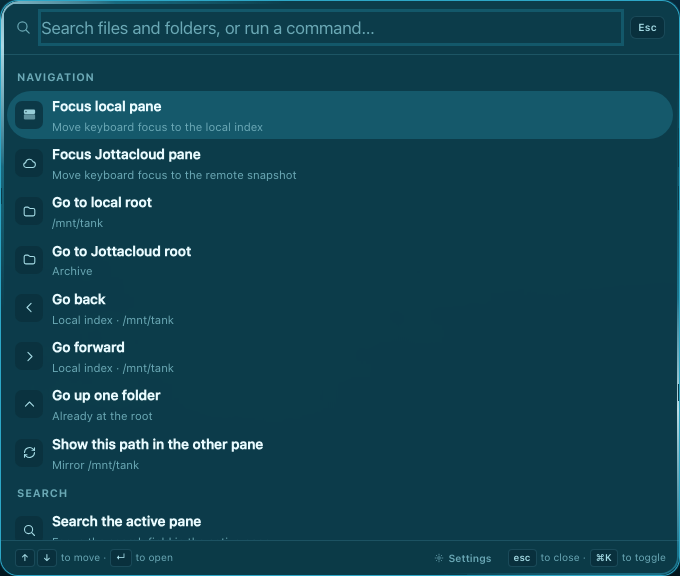 Search files and folders, or run a command... Esc
NAVIGATION
Focus local pane
Move keyboard focus to the local index
Focus Jottacloud pane
Move keyboard focus to the remote snapshot
Go to local root
/mnt/tank
Go to Jottacloud root
Archive
Go back
Local index · /mnt/tank
Go forward
Local index · /mnt/tank
Go up one folder
Already at the root
Show this path in the other pane
Mirror /mnt/tank
SEARCH
Search the active pane
↑ ↓ to move · ↵ to open Settings esc to close · ⌘K to toggle